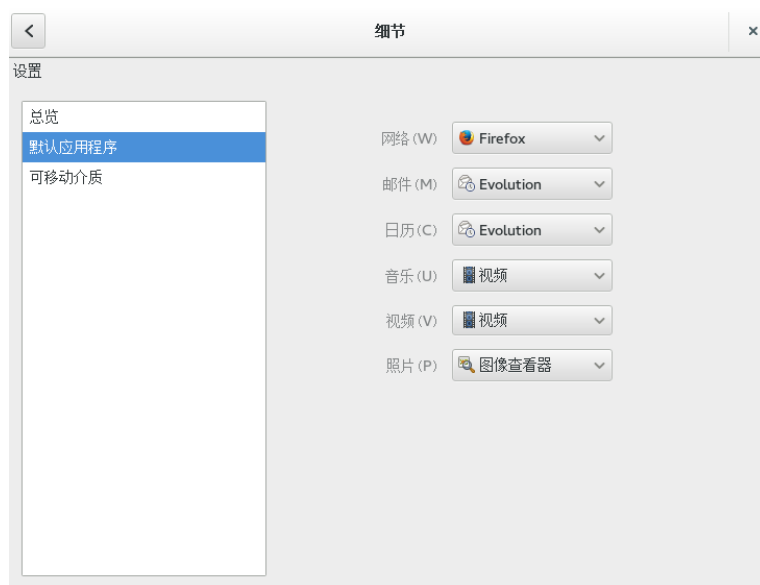 细节
设置
总览
默认应用程序
可移动介质
网络(W) Firefox
邮件(M) Evolution
日历(C) Evolution
音乐(U) 视频
视频(V) 视频
照片(P) 图像查看器